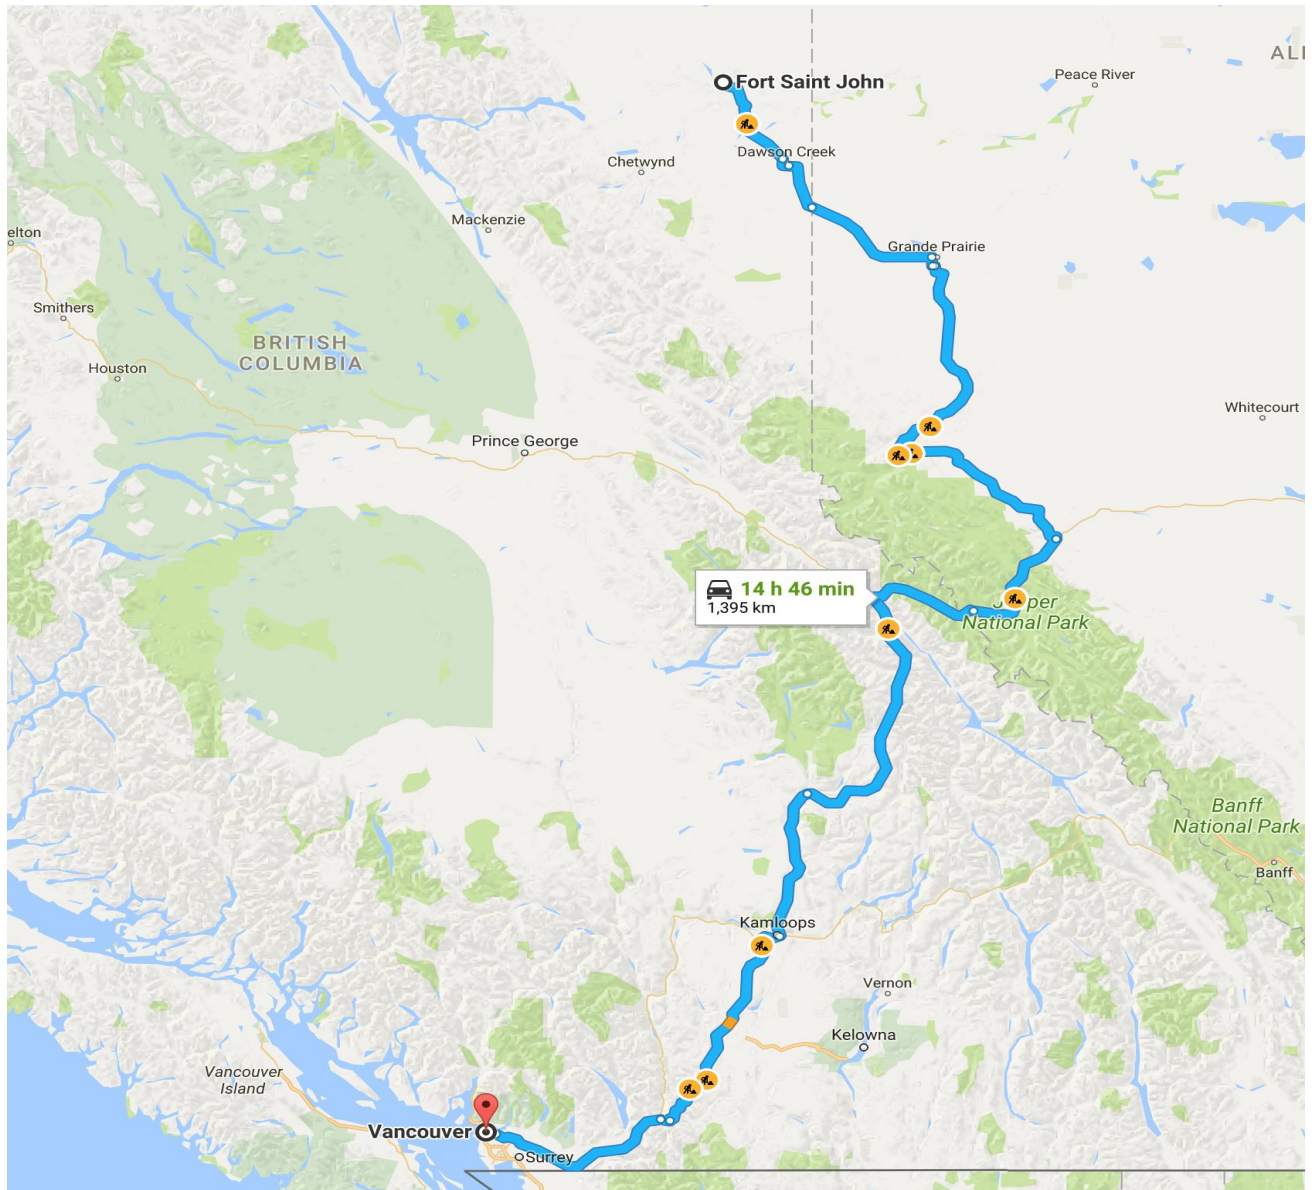 ALI
Fort Saint John
Peace River
Dawson Creek
Chetwynd
Mackenzie
elton
Grande Prairie
Smithers
BRITISH
COLUMBIA
Houston
Whitecourt
Prince George
14 h 46 min
1,395 km
Jasper
National Park
Banff
National Park
Banff
Kamloops
Vernon
Kelowna
Vancouver
Island
Vancouver
Surrey